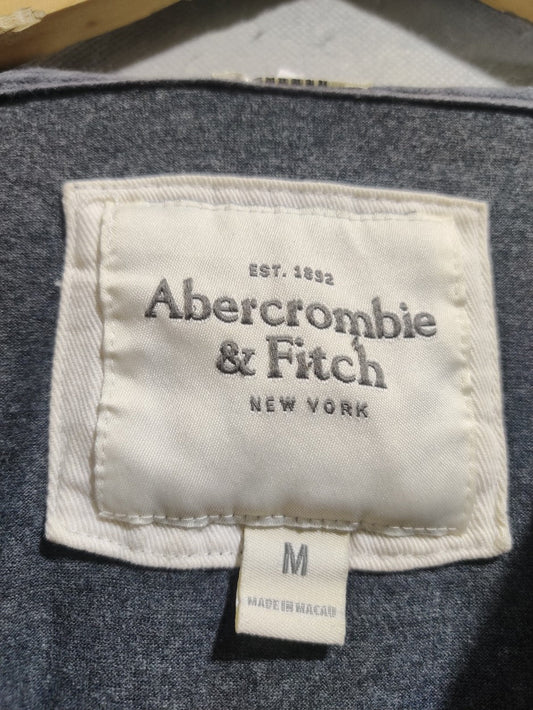 EST. 1892
Abercrombie
& Fitch
NEW YORK
M
MADE IN MACAU